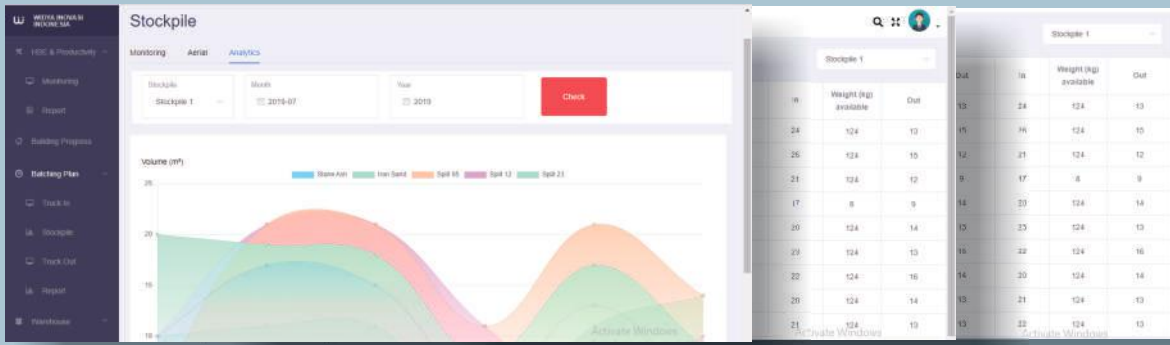 WIDYA INOVASI
INDONESIA
HSE & Productivity
Monitoring
Report
Building Progress
Batching Plan
Truck In
Stockpile
Truck Out
Report
Warehouse
Stockpile
Monitoring Aerial Analytics
Stockpile Month Year
Stockpile 1 2019-07 2019 Check
Volume (m³)
Stone Ash Iron Sand Split 12 Split 23
25
20
15
10
Activate Windows
Stockpile 1
In Weight (kg) available Out
24 124 13
26 124 15
21 124 12
17 8 9
20 124 14
23 124 13
22 124 16
20 124 14
21 124 13
Activate Windows
Stockpile 1
Out In Weight (kg) available Out
13 24 124 13
15 26 124 15
12 21 124 12
9 17 8 9
14 20 124 14
13 23 124 13
16 22 124 16
14 20 124 14
13 21 124 13
13 22 124 13
Activate Windows